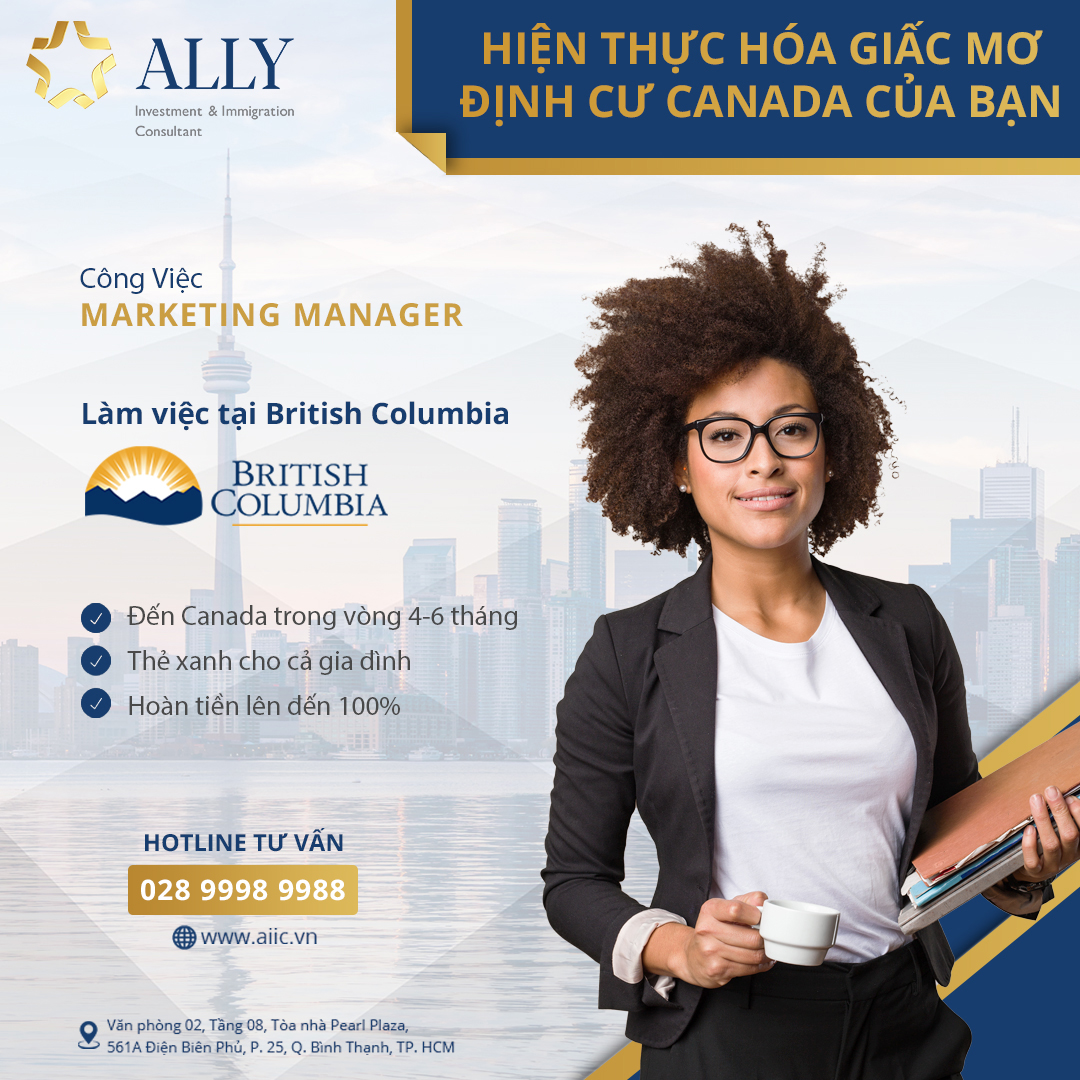 ALLY
Investment & Immigration
Consultant
HIỆN THỰC HÓA GIẤC MƠ
ĐỊNH CƯ CANADA CỦA BẠN
Công Việc
MARKETING MANAGER
Làm việc tại British Columbia
BRITISH
COLUMBIA
Đến Canada trong vòng 4-6 tháng
Thẻ xanh cho cả gia đình
Hoàn tiền lên đến 100%
HOTLINE TƯ VẤN
028 9998 9988
www.aiic.vn
Văn phòng 02, Tầng 08, Tòa nhà Pearl Plaza,
561A Điện Biên Phủ, P. 25, Q. Bình Thạnh, TP. HCM